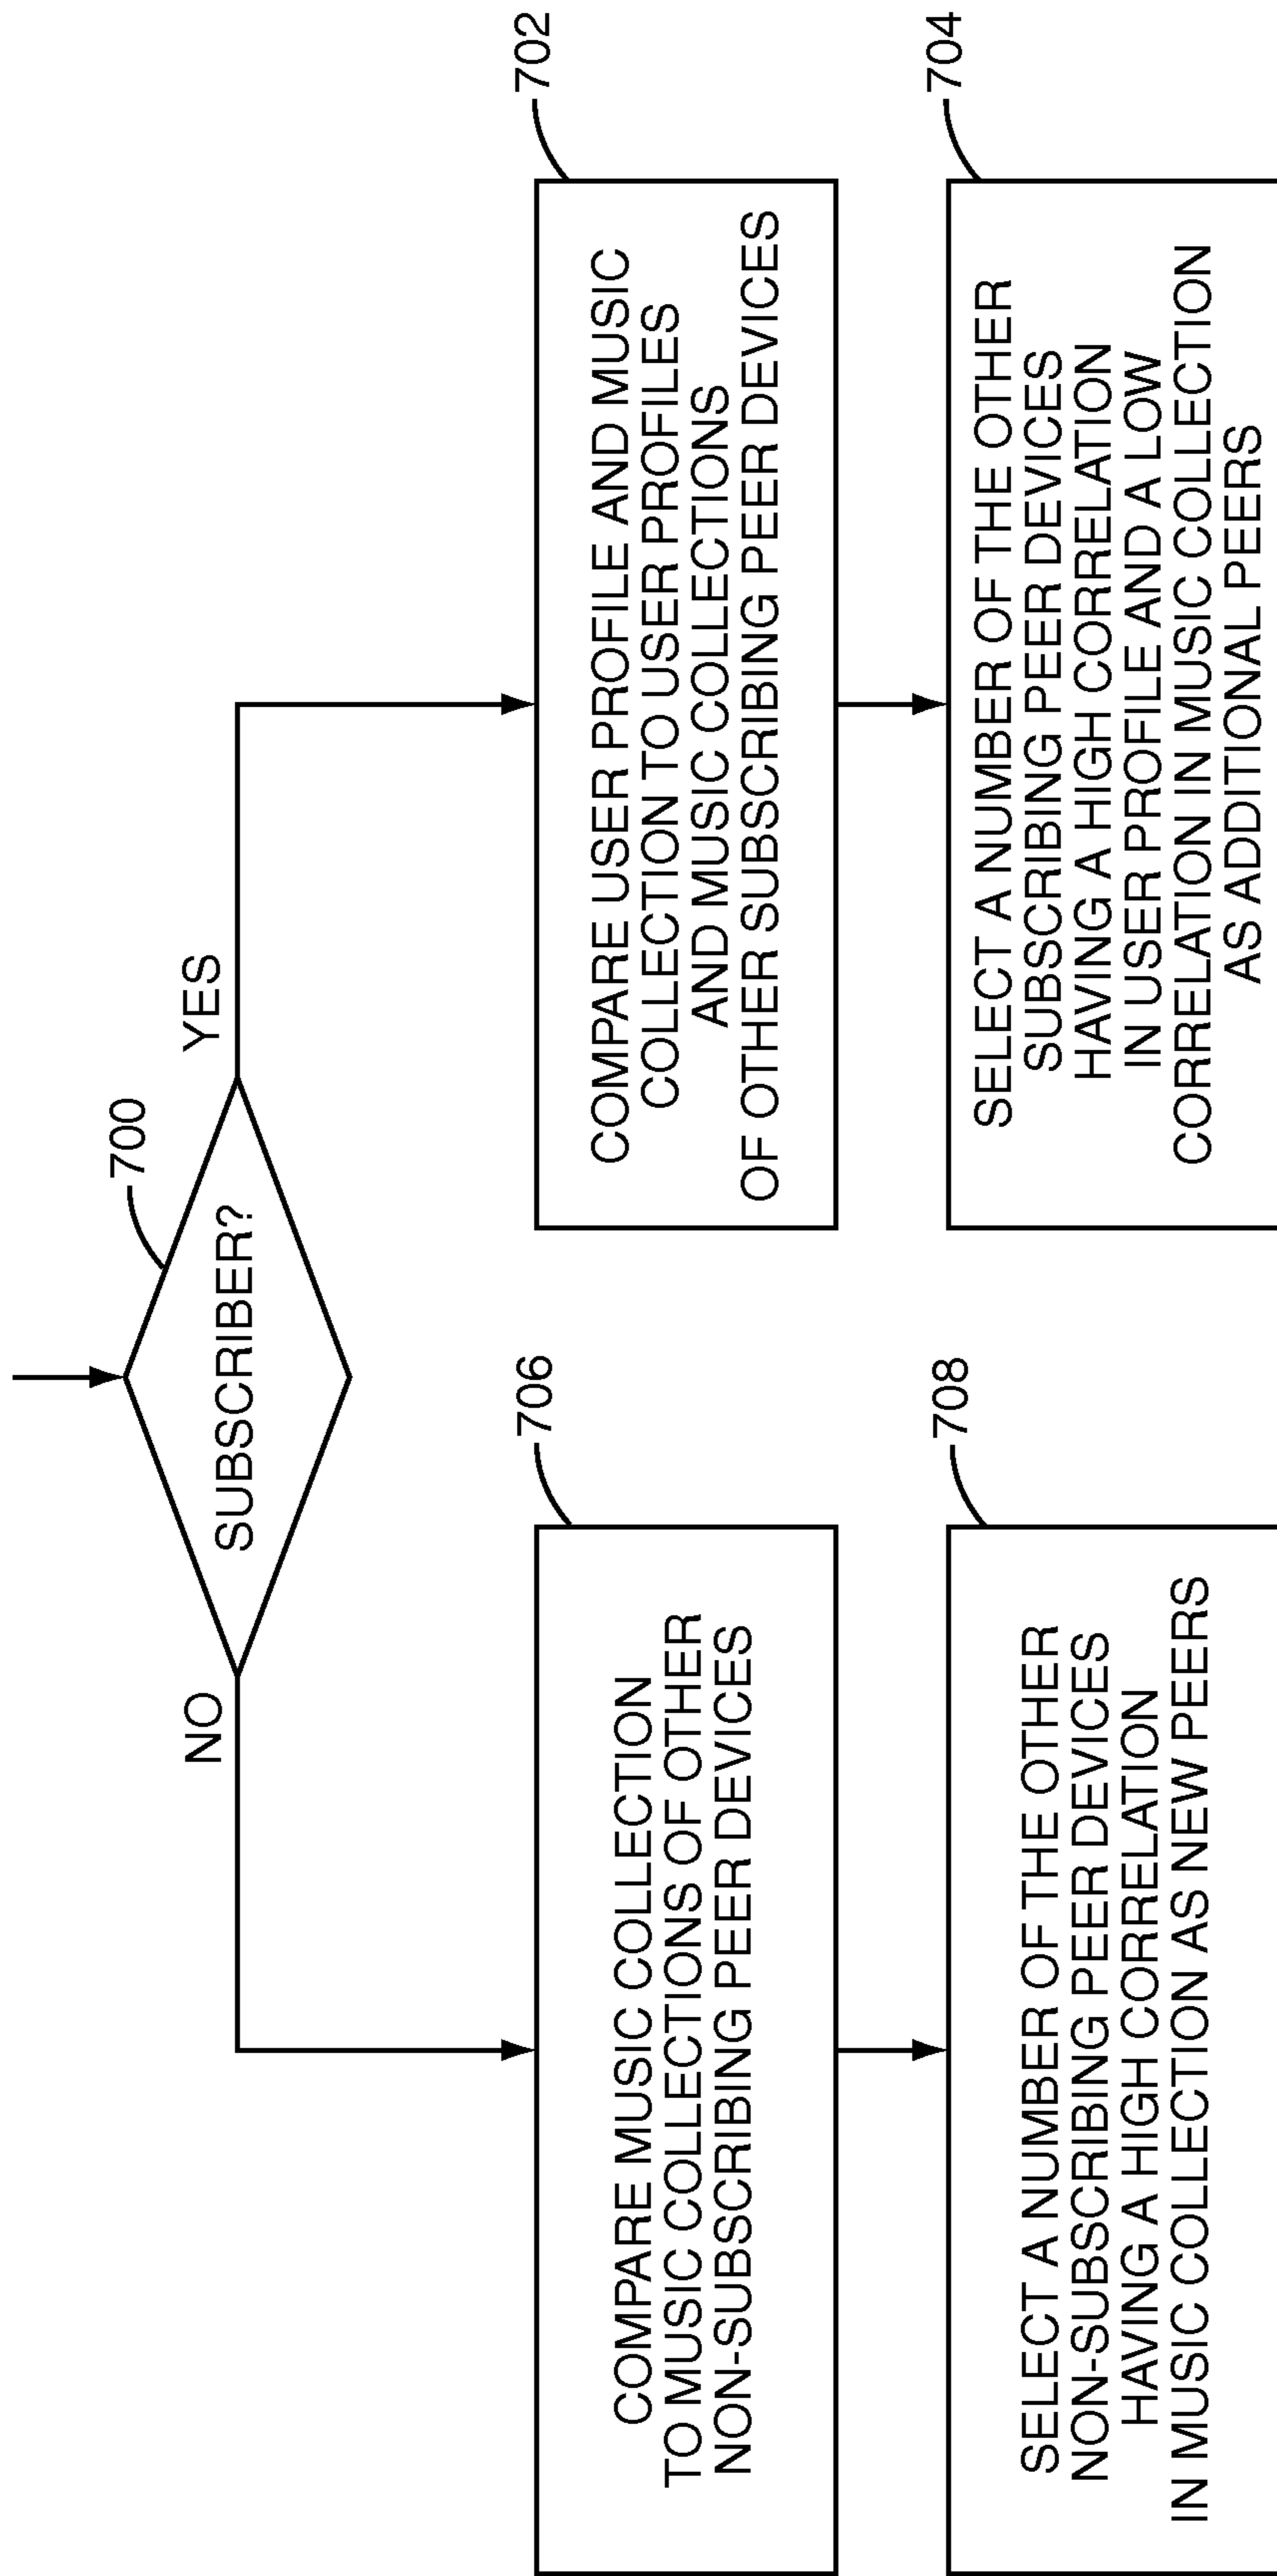 700
SUBSCRIBER?
NO
YES
706
COMPARE MUSIC COLLECTION
TO MUSIC COLLECTIONS OF OTHER
NON-SUBSCRIBING PEER DEVICES
702
COMPARE USER PROFILE AND MUSIC
COLLECTION TO USER PROFILES
AND MUSIC COLLECTIONS
OF OTHER SUBSCRIBING PEER DEVICES
708
SELECT A NUMBER OF THE OTHER
NON-SUBSCRIBING PEER DEVICES
HAVING A HIGH CORRELATION
IN MUSIC COLLECTION AS NEW PEERS
704
SELECT A NUMBER OF THE OTHER
SUBSCRIBING PEER DEVICES
HAVING A HIGH CORRELATION
IN USER PROFILE AND A LOW
CORRELATION IN MUSIC COLLECTION
AS ADDITIONAL PEERS